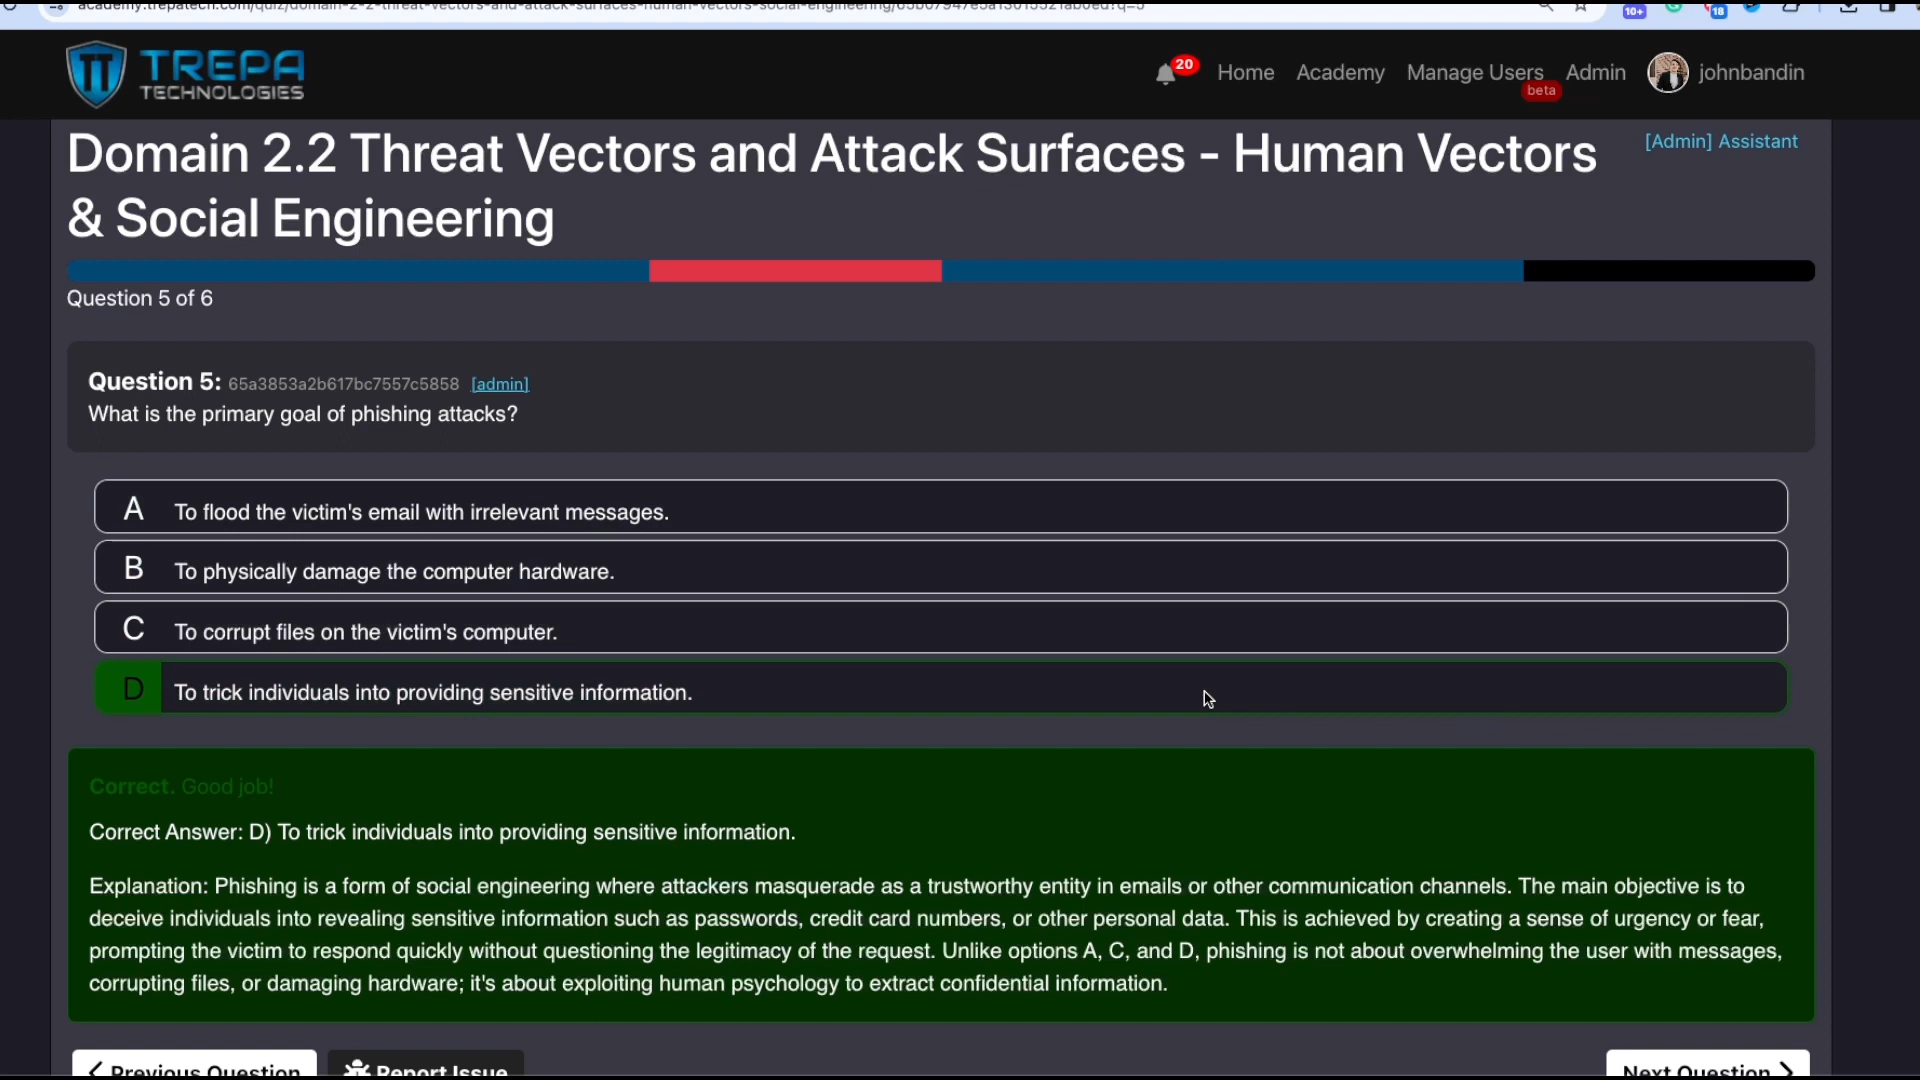 TREPA
TECHNOLOGIES
20
Home
Academy
Manage Users
beta
Admin
johnbandin
10+
18
Domain 2.2 Threat Vectors and Attack Surfaces - Human Vectors
& Social Engineering
[Admin] Assistant
Question 5 of 6
Question 5: 65a3853a2b617bc7557c5858 [admin]
What is the primary goal of phishing attacks?
A To flood the victim's email with irrelevant messages.
B To physically damage the computer hardware.
C To corrupt files on the victim's computer.
D To trick individuals into providing sensitive information.
Correct. Good job!
Correct Answer: D) To trick individuals into providing sensitive information.
Explanation: Phishing is a form of social engineering where attackers masquerade as a trustworthy entity in emails or other communication channels. The main objective is to
deceive individuals into revealing sensitive information such as passwords, credit card numbers, or other personal data. This is achieved by creating a sense of urgency or fear,
prompting the victim to respond quickly without questioning the legitimacy of the request. Unlike options A, C, and D, phishing is not about overwhelming the user with messages,
corrupting files, or damaging hardware; it's about exploiting human psychology to extract confidential information.
Previous Question
Report Issue
Next Question